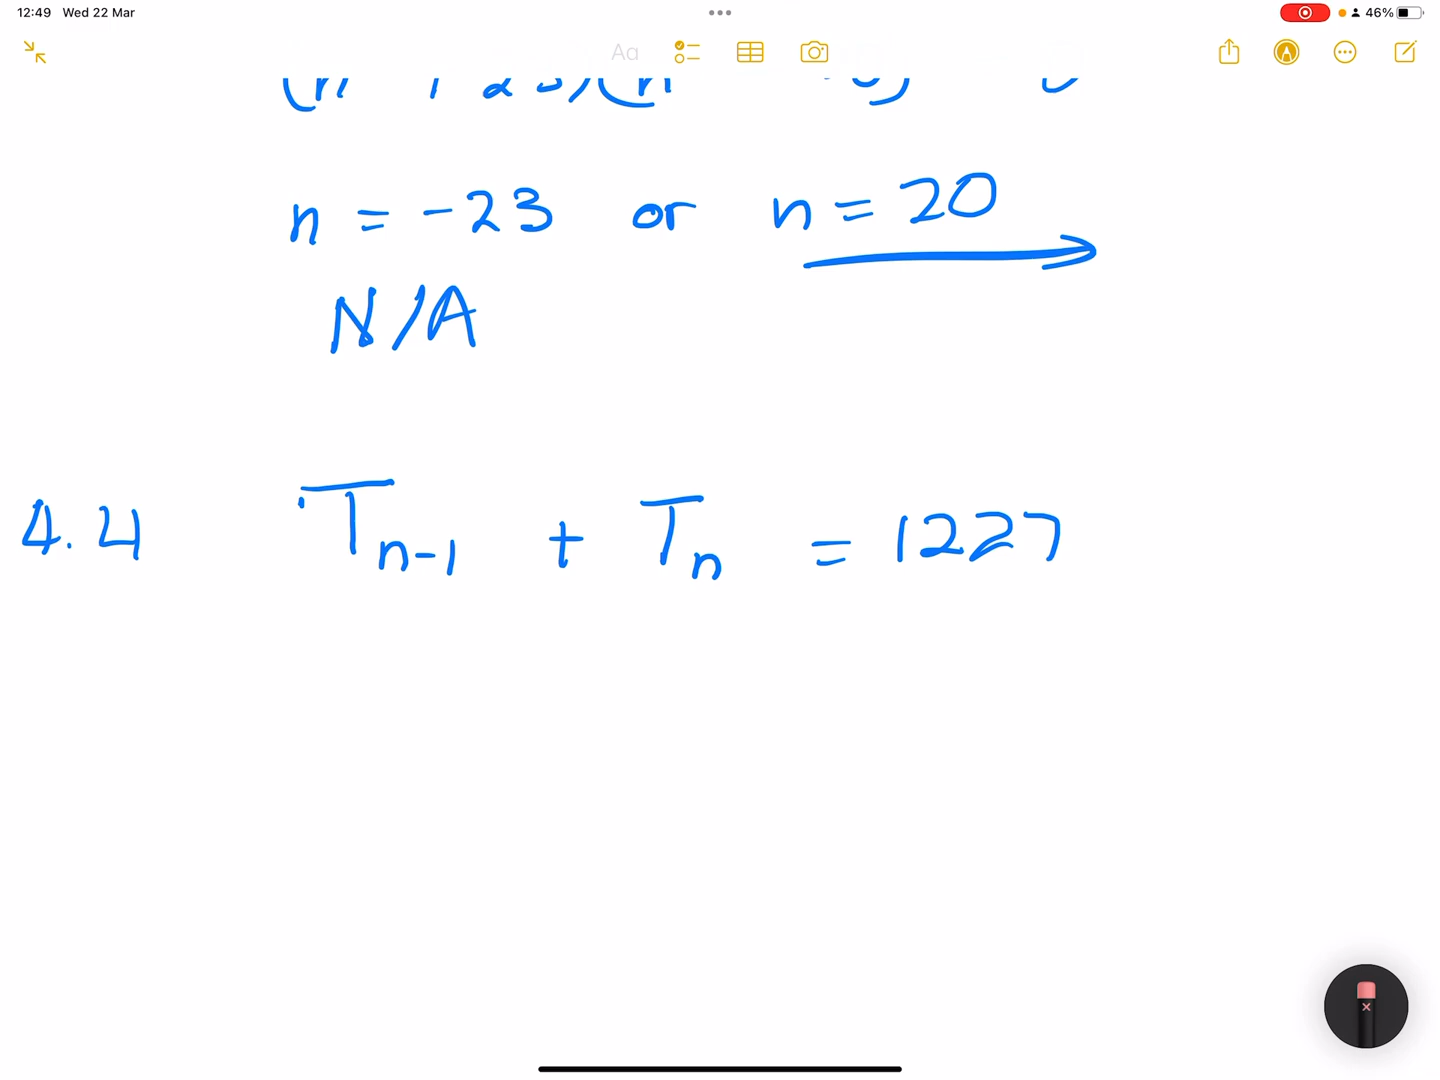 12:49 Wed 22 Mar
46%
Aa
n = -23 or n = 20
N/A
4.4 Tn-1 + Tn = 1227